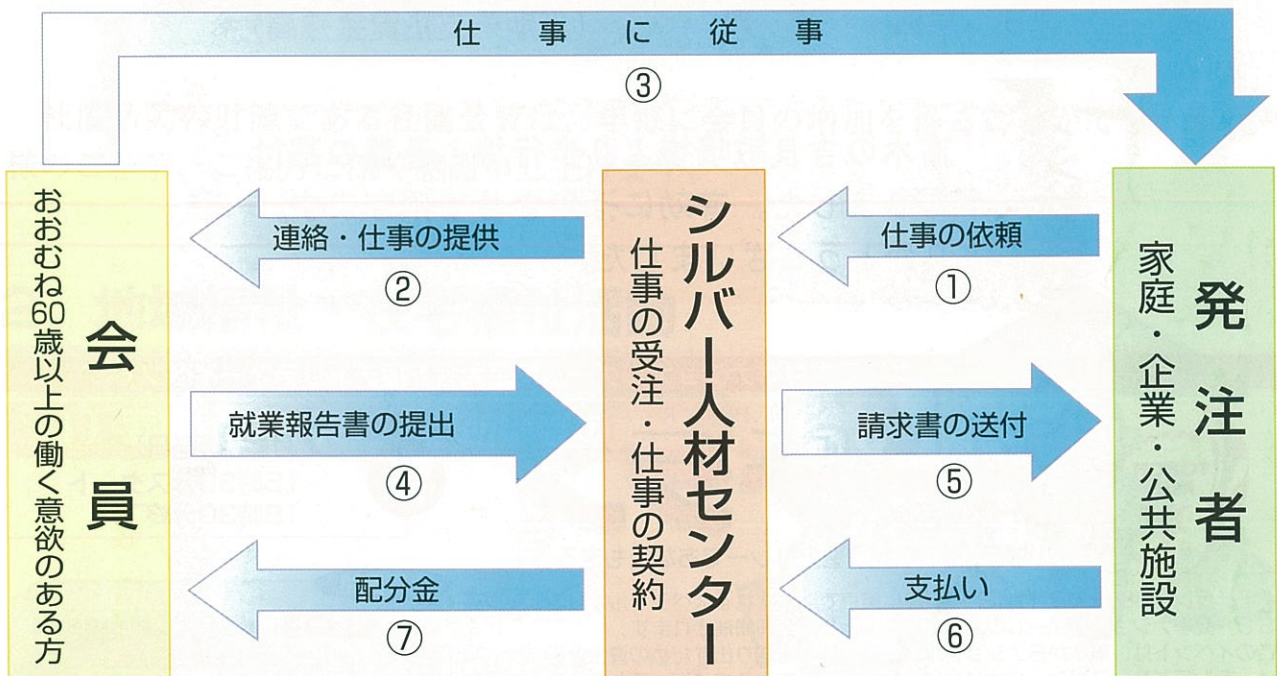 仕事に従事
③
会員
おおむね60歳以上の働く意欲のある方
連絡・仕事の提供
②
就業報告書の提出
④
配分金
⑦
シルバー人材センター
仕事の受注・仕事の契約
仕事の依頼
①
請求書の送付
⑤
支払い
⑥
発注者
家庭・企業・公共施設